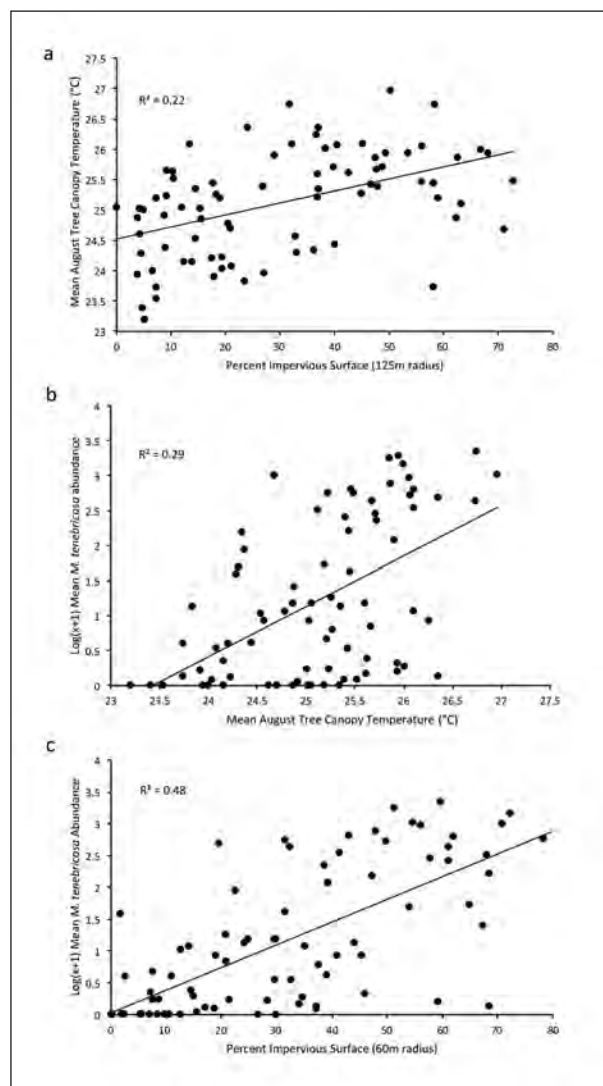 a
Mean August Tree Canopy Temperature (°C)
27.5
27
26.5
26
25.5
25
24.5
24
23.5
23
R² = 0.22
0 10 20 30 40 50 60 70 80
Percent Impervious Surface (125m radius)
b
Log(x+1) Mean M. tenebricosa abundance
4
3.5
3
2.5
2
1.5
1
0.5
0
R² = 0.29
23 23.5 24 24.5 25 25.5 26 26.5 27 27.5
Mean August Tree Canopy Temperature (°C)
c
Log(x+1) Mean M. tenebricosa Abundance
4
3.5
3
2.5
2
1.5
1
0.5
0
R² = 0.48
0 10 20 30 40 50 60 70 80
Percent Impervious Surface (60m radius)